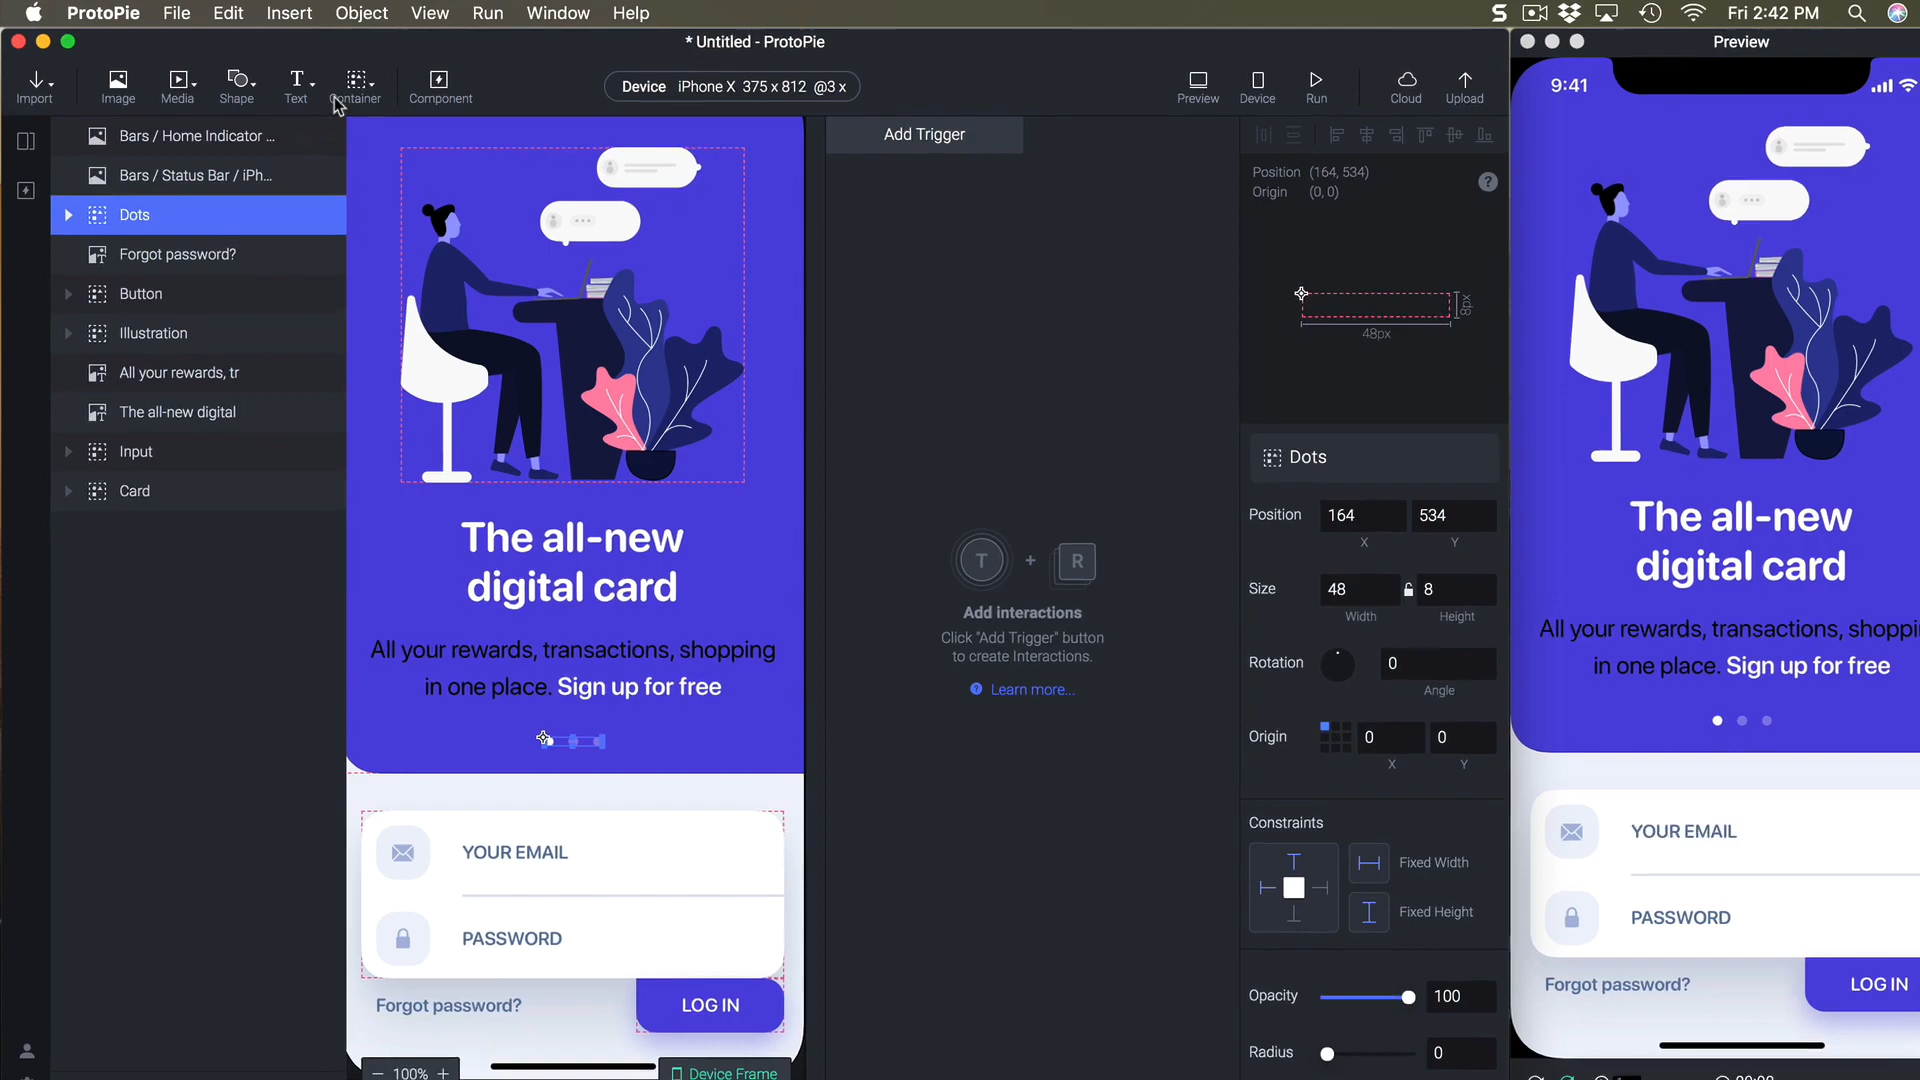 ProtoPie File Edit Insert Object View Run Window Help Fri 2:42 PM
* Untitled - ProtoPie
Preview
Import Image Media Shape Text Container Component
Device iPhone X 375 x 812 @3 x
Preview Device Run Cloud Upload
Bars / Home Indicator ...
Bars / Status Bar / iPh...
Dots
Forgot password?
Button
Illustration
All your rewards, tr
The all-new digital
Input
Card
The all-new
digital card
All your rewards, transactions, shopping
in one place. Sign up for free
YOUR EMAIL
PASSWORD
Forgot password?
LOG IN
− 100% +
Device Frame
Add Trigger
T + R
Add interactions
Click "Add Trigger" button
to create Interactions.
Learn more...
Position (164, 534)
Origin (0, 0)
8px
48px
Dots
Position 164 534
X Y
Size 48 8
Width Height
Rotation 0
Angle
Origin 0 0
X Y
Constraints
Fixed Width
Fixed Height
Opacity 100
Radius 0
9:41
The all-new
digital card
All your rewards, transactions, shoppi
in one place. Sign up for free
YOUR EMAIL
PASSWORD
Forgot password?
LOG IN